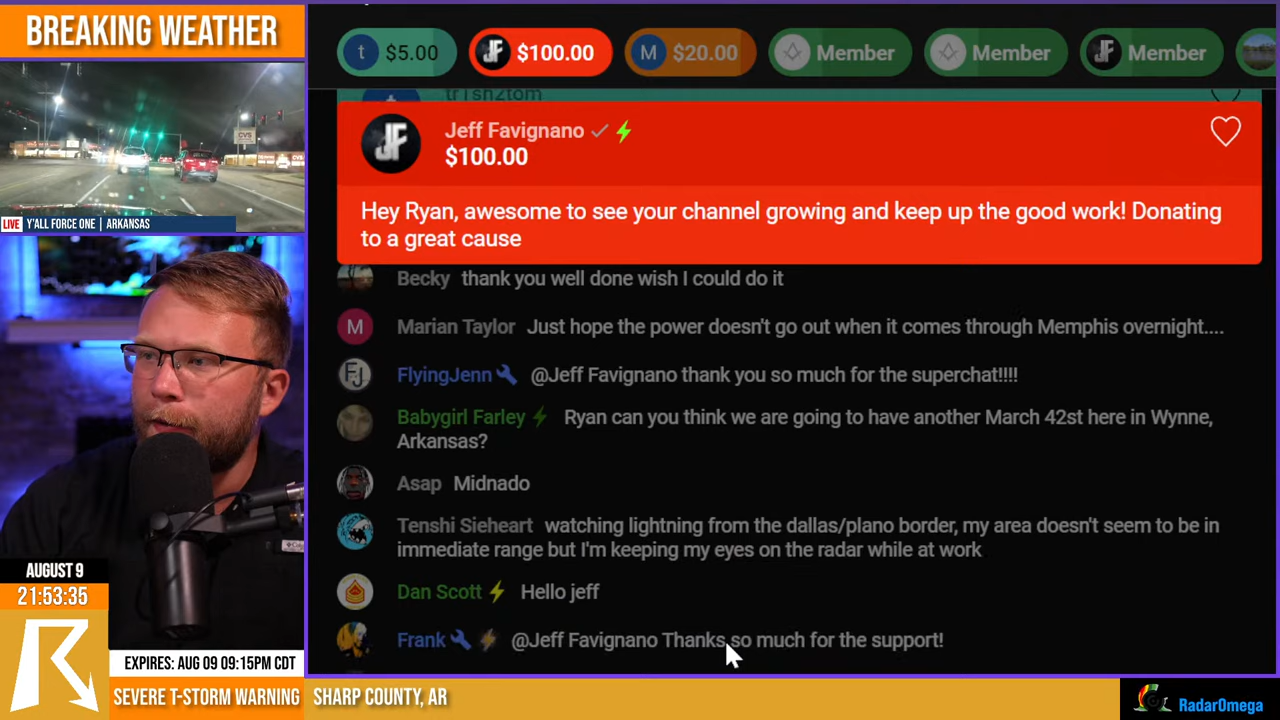 BREAKING WEATHER
CVS
LIVE Y'ALL FORCE ONE | ARKANSAS
t $5.00
JF $100.00
M $20.00
Member
Member
JF Member
tr1sh2tom
JF Jeff Favignano
$100.00
Hey Ryan, awesome to see your channel growing and keep up the good work! Donating
to a great cause
Becky thank you well done wish I could do it
M Marian Taylor Just hope the power doesn't go out when it comes through Memphis overnight....
FJ FlyingJenn @Jeff Favignano thank you so much for the superchat!!!!
Babygirl Farley Ryan can you think we are going to have another March 42st here in Wynne,
Arkansas?
Asap Midnado
Tenshi Sieheart watching lightning from the dallas/plano border, my area doesn't seem to be in
immediate range but I'm keeping my eyes on the radar while at work
Dan Scott Hello jeff
Frank @Jeff Favignano Thanks so much for the support!
AUGUST 9
21:53:35
R
EXPIRES: AUG 09 09:15PM CDT
SEVERE T-STORM WARNING SHARP COUNTY, AR
RadarOmega